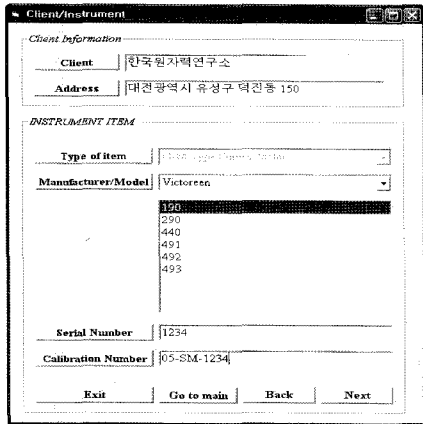 Client/Instrument
Client Information
Client 한국원자력연구소
Address 대전광역시 유성구 덕진동 150
INSTRUMENT ITEM
Type of item
Manufacturer/Model Victoreen
190
290
440
491
492
493
Serial Number 1234
Calibration Number 05-SM-1234
Exit Go to main Back Next